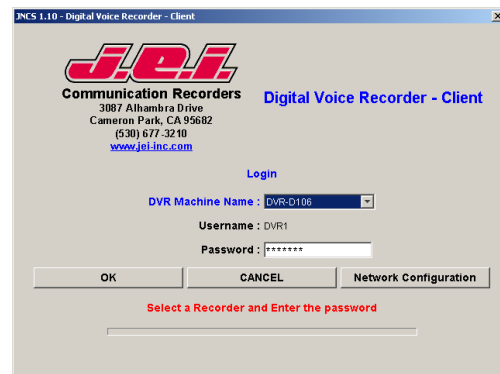 JNCS 1.10 - Digital Voice Recorder - Client
J.E.I.
Communication Recorders
3087 Alhambra Drive
Cameron Park, CA 95682
(530) 677-3210
www.jei-inc.com
Digital Voice Recorder - Client
Login
DVR Machine Name : DVR-D106
Username : DVR1
Password : *******
OK CANCEL Network Configuration
Select a Recorder and Enter the password